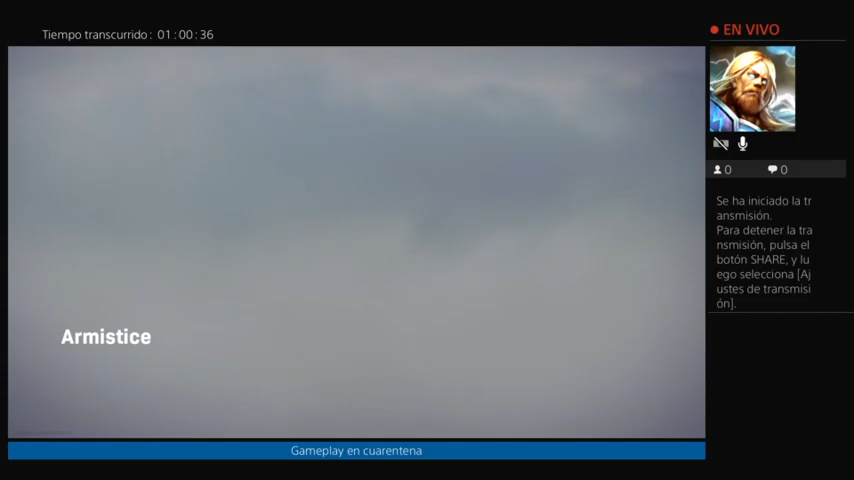 Tiempo transcurrido: 01:00:36
EN VIVO
0 0
Se ha iniciado la tr
ansmisión.
Para detener la tra
nsmisión, pulsa el
botón SHARE, y lu
ego selecciona [Aj
ustes de transmisi
ón].
Armistice
Gameplay en cuarentena